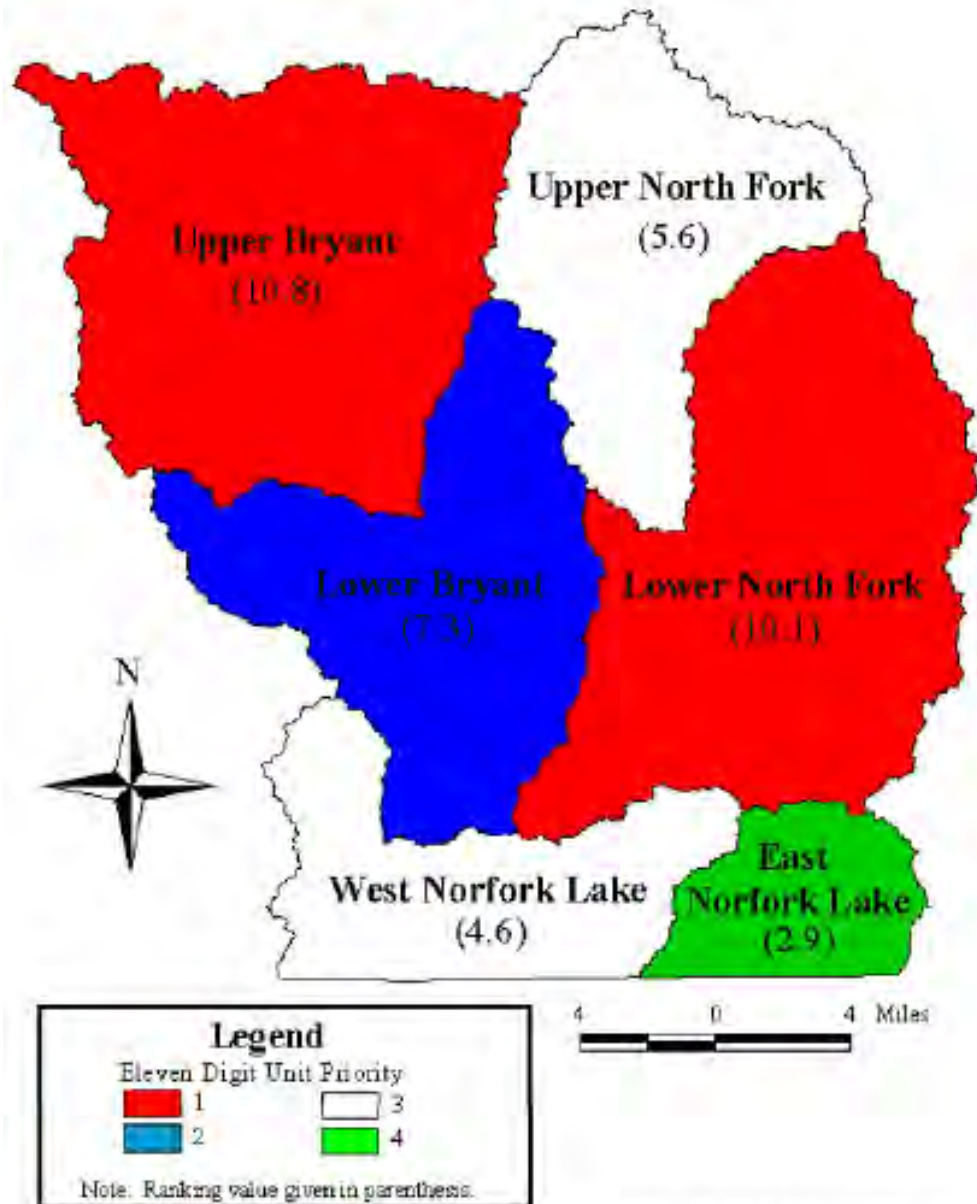 Upper North Fork
(5.6)
Upper Bryant
(10.8)
Lower Bryant
(7.3)
Lower North Fork
(10.1)
N
West Norfork Lake
(4.6)
East
Norfork Lake
(2.9)
4 0 4 Miles
Legend
Eleven Digit Unit Priority
1 3
2 4
Note: Ranking value given in parenthesis.